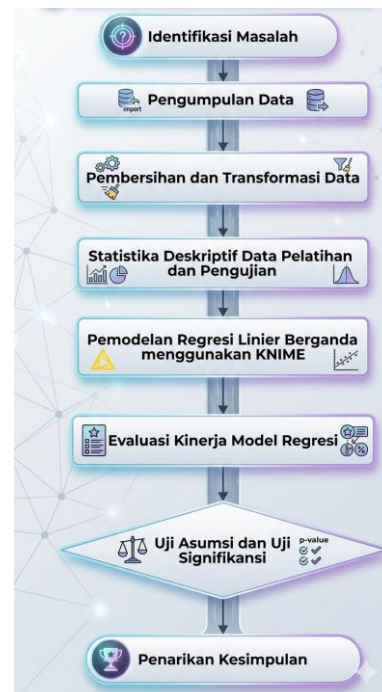 Identifikasi Masalah
import
Pengumpulan Data
Pembersihan dan Transformasi Data
Statistika Deskriptif Data Pelatihan
dan Pengujian
Pemodelan Regresi Linier Berganda
menggunakan KNIME
Evaluasi Kinerja Model Regresi
Uji Asumsi dan Uji
Signifikansi
p-value
Penarikan Kesimpulan